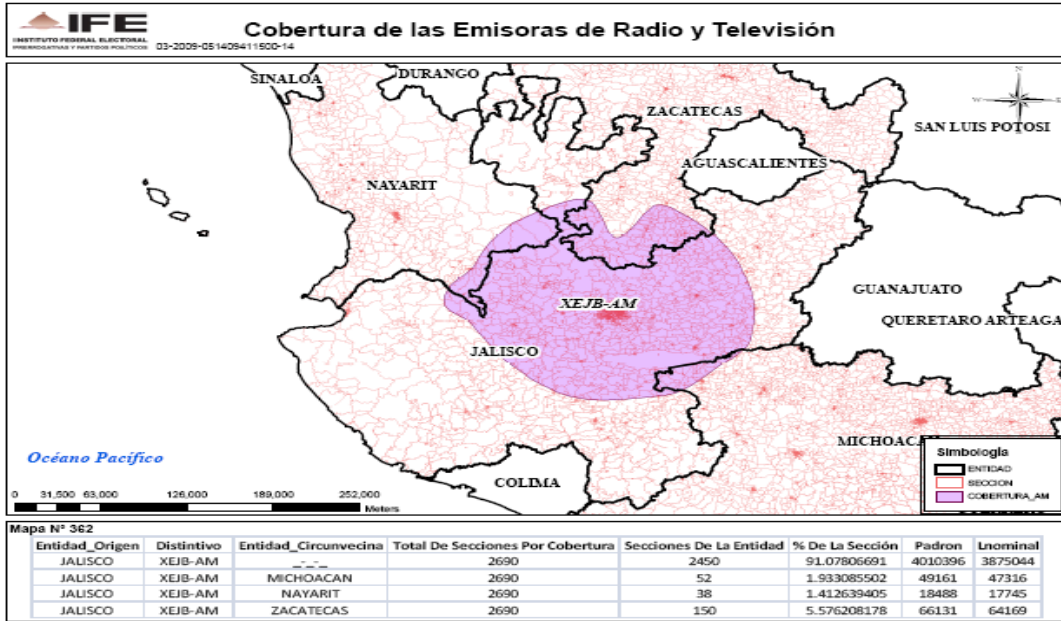 IFE
INSTITUTO FEDERAL ELECTORAL
PRERROGATIVAS Y PARTIDOS POLÍTICOS
03-2009-051409411500-14
Cobertura de las Emisoras de Radio y Televisión
SINALOA
DURANGO
ZACATECAS
N
W
E
SAN LUIS POTOSI
AGUASCALIENTES
NAYARIT
XEJB-AM
GUANAJUATO
QUERETARO ARTEAGA
JALISCO
MICHOACAN
Océano Pacífico
COLIMA
Simbología
ENTIDAD
SECCION
COBERTURA_AM
0 31,500 63,000 126,000 189,000 252,000
Meters
Mapa N° 362
Entidad_Origen Distintivo Entidad_Circunvecina Total De Secciones Por Cobertura Secciones De La Entidad % De La Sección Padron Lnominal
JALISCO XEJB-AM -_-_- 2690 2450 91.07806691 4010396 3875044
JALISCO XEJB-AM MICHOACAN 2690 52 1.933085502 49161 47316
JALISCO XEJB-AM NAYARIT 2690 38 1.412639405 18488 17745
JALISCO XEJB-AM ZACATECAS 2690 150 5.576208178 66131 64169